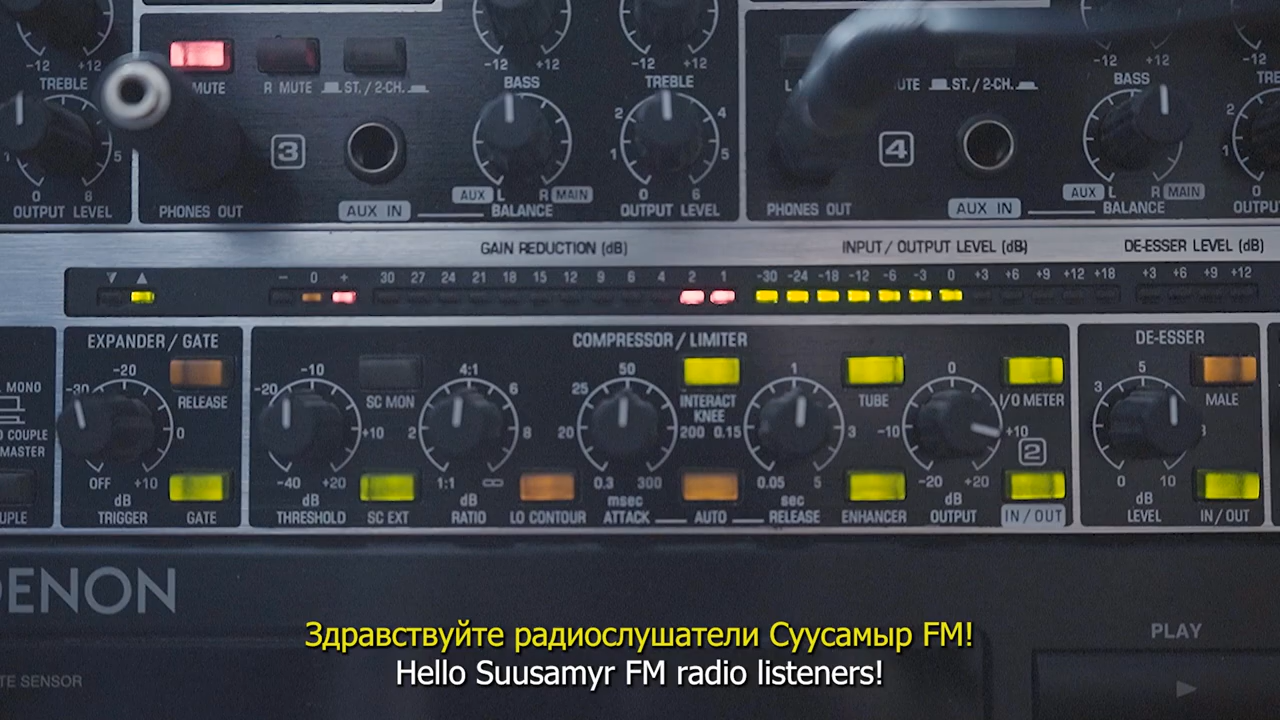 -12 +12 -12 +12 -12 +12 -12 +12
TREBLE MUTE R MUTE ST. / 2-CH. BASS TREBLE L MUTE ST. / 2-CH. BASS
5 2 4 1 5 2 1
3 4
0 8 AUX L R MAIN 0 6 AUX L R MAIN 0
OUTPUT LEVEL PHONES OUT AUX IN BALANCE OUTPUT LEVEL PHONES OUT AUX IN BALANCE
GAIN REDUCTION (dB) INPUT / OUTPUT LEVEL (dB) DE-ESSER LEVEL (dB)
- 0 + 30 27 24 21 18 15 12 9 6 4 2 1 -30 -24 -18 -12 -6 -3 0 +3 +6 +9 +12 +18 +3 +6 +9 +12
EXPANDER / GATE COMPRESSOR / LIMITER DE-ESSER
-20 -10 4:1 50 1 0 5
MONO -30 RELEASE -20 SC MON 6 25 INTERACT KNEE TUBE I/O METER 3 MALE
COUPLE 0 +10 2 8 20 200 0.15 3 -10 +10
MASTER 2
OFF +10 -40 +20 1:1 ∞ 0.3 300 0.05 5 -20 +20 0 10
dB dB dB msec sec dB dB
TRIGGER GATE THRESHOLD SC EXT RATIO LO CONTOUR ATTACK AUTO RELEASE ENHANCER OUTPUT IN / OUT LEVEL IN / OUT
DENON
PLAY
SENSOR
Здравствуйте радиослушатели Суусамыр FM!
Hello Suusamyr FM radio listeners!